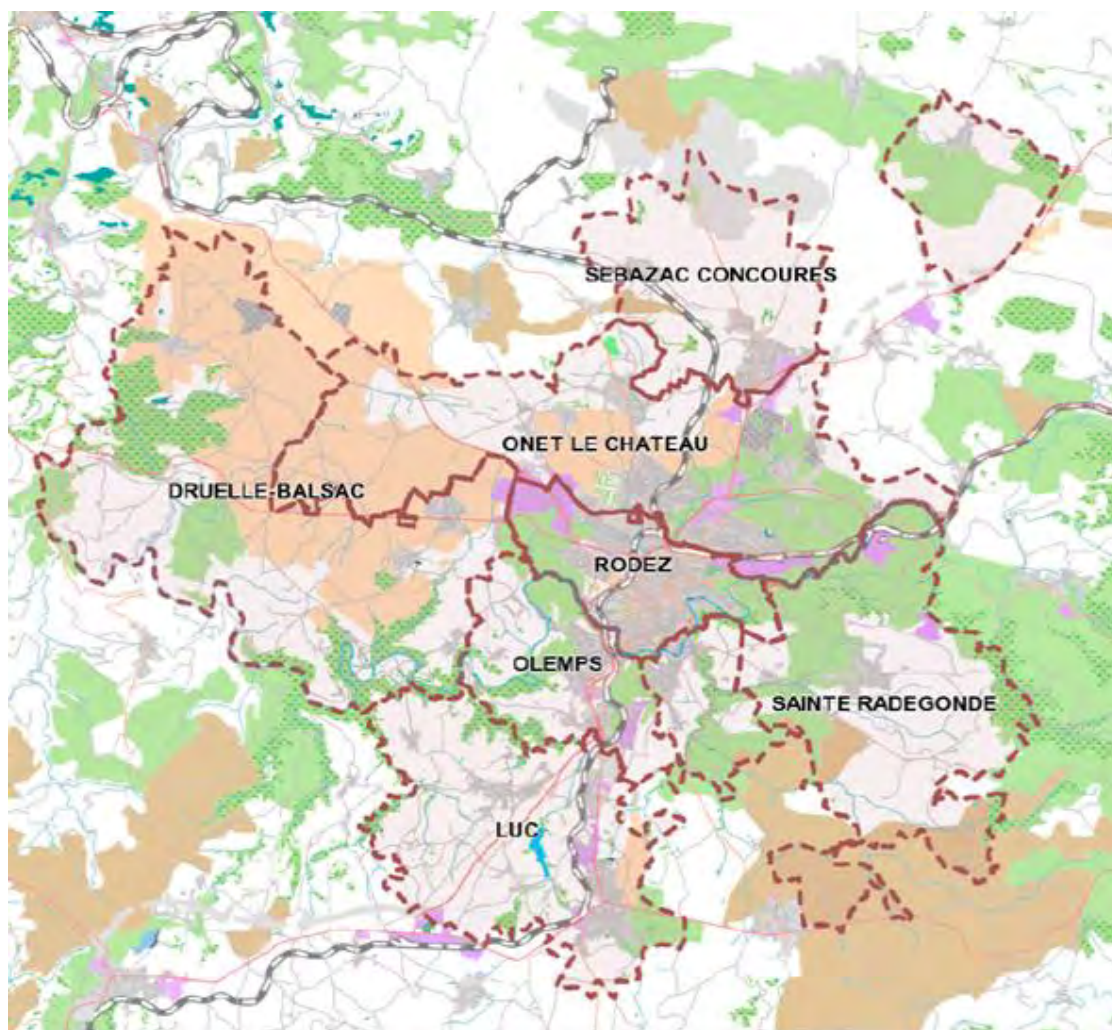 SEBAZAC CONCOURES
ONET LE CHATEAU
DRUELLE-BALSAC
RODEZ
OLEMPS
SAINTE RADEGONDE
LUC